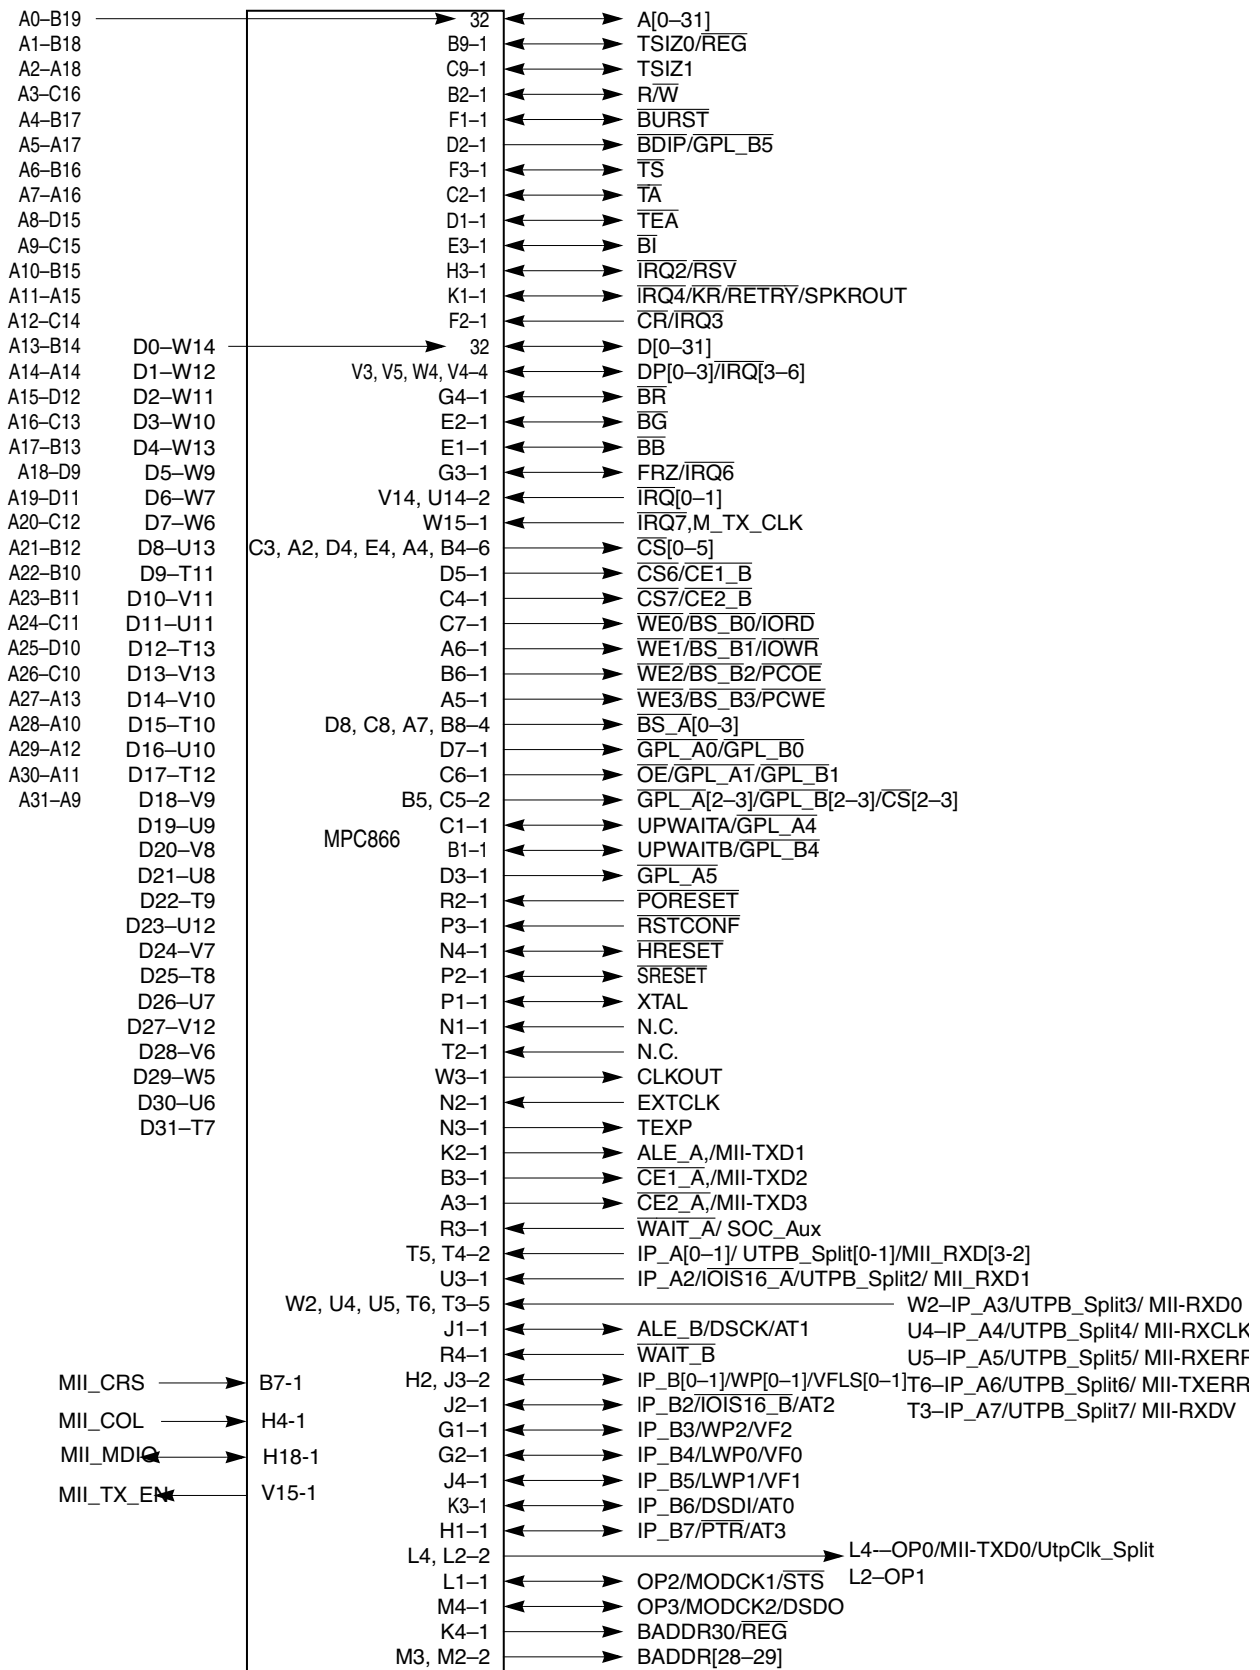 A0–B19 32 A[0–31]
A1–B18 B9–1 TSIZ0/REG
A2–A18 C9–1 TSIZ1
A3–C16 B2–1 R/W
A4–B17 F1–1 BURST
A5–A17 D2–1 BDIP/GPL_B5
A6–B16 F3–1 TS
A7–A16 C2–1 TA
A8–D15 D1–1 TEA
A9–C15 E3–1 BI
A10–B15 H3–1 IRQ2/RSV
A11–A15 K1–1 IRQ4/KR/RETRY/SPKROUT
A12–C14 F2–1 CR/IRQ3
A13–B14 D0–W14 32 D[0–31]
A14–A14 D1–W12 V3, V5, W4, V4–4 DP[0–3]/IRQ[3–6]
A15–D12 D2–W11 G4–1 BR
A16–C13 D3–W10 E2–1 BG
A17–B13 D4–W13 E1–1 BB
A18–D9 D5–W9 G3–1 FRZ/IRQ6
A19–D11 D6–W7 V14, U14–2 IRQ[0–1]
A20–C12 D7–W6 W15–1 IRQ7,M_TX_CLK
A21–B12 D8–U13 C3, A2, D4, E4, A4, B4–6 CS[0–5]
A22–B10 D9–T11 D5–1 CS6/CE1_B
A23–B11 D10–V11 C4–1 CS7/CE2_B
A24–C11 D11–U11 C7–1 WE0/BS_B0/IORD
A25–D10 D12–T13 A6–1 WE1/BS_B1/IOWR
A26–C10 D13–V13 B6–1 WE2/BS_B2/PCOE
A27–A13 D14–V10 A5–1 WE3/BS_B3/PCWE
A28–A10 D15–T10 D8, C8, A7, B8–4 BS_A[0–3]
A29–A12 D16–U10 D7–1 GPL_A0/GPL_B0
A30–A11 D17–T12 C6–1 OE/GPL_A1/GPL_B1
A31–A9 D18–V9 B5, C5–2 GPL_A[2–3]/GPL_B[2–3]/CS[2–3]
D19–U9 C1–1 UPWAITA/GPL_A4
MPC866
D20–V8 B1–1 UPWAITB/GPL_B4
D21–U8 D3–1 GPL_A5
D22–T9 R2–1 PORESET
D23–U12 P3–1 RSTCONF
D24–V7 N4–1 HRESET
D25–T8 P2–1 SRESET
D26–U7 P1–1 XTAL
D27–V12 N1–1 N.C.
D28–V6 T2–1 N.C.
D29–W5 W3–1 CLKOUT
D30–U6 N2–1 EXTCLK
D31–T7 N3–1 TEXP
K2–1 ALE_A,/MII-TXD1
B3–1 CE1_A,/MII-TXD2
A3–1 CE2_A,/MII-TXD3
R3–1 WAIT_A/ SOC_Aux
T5, T4–2 IP_A[0–1]/ UTPB_Split[0-1]/MII_RXD[3-2]
U3–1 IP_A2/IOIS16_A/UTPB_Split2/ MII_RXD1
W2, U4, U5, T6, T3–5 W2–IP_A3/UTPB_Split3/ MII-RXD0
J1–1 ALE_B/DSCK/AT1 U4–IP_A4/UTPB_Split4/ MII-RXCLK
R4–1 WAIT_B U5–IP_A5/UTPB_Split5/ MII-RXERR
MII_CRS B7-1 H2, J3–2 IP_B[0–1]/WP[0–1]/VFLS[0–1] T6–IP_A6/UTPB_Split6/ MII-TXERR
MII_COL H4-1 J2–1 IP_B2/IOIS16_B/AT2 T3–IP_A7/UTPB_Split7/ MII-RXDV
G1–1 IP_B3/WP2/VF2
MII_MDIO H18-1 G2–1 IP_B4/LWP0/VF0
MII_TX_EN V15-1 J4–1 IP_B5/LWP1/VF1
K3–1 IP_B6/DSDI/AT0
H1–1 IP_B7/PTR/AT3
L4, L2–2 L4-–OP0/MII-TXD0/UtpClk_Split
L1–1 OP2/MODCK1/STS L2–OP1
M4–1 OP3/MODCK2/DSDO
K4–1 BADDR30/REG
M3, M2–2 BADDR[28–29]